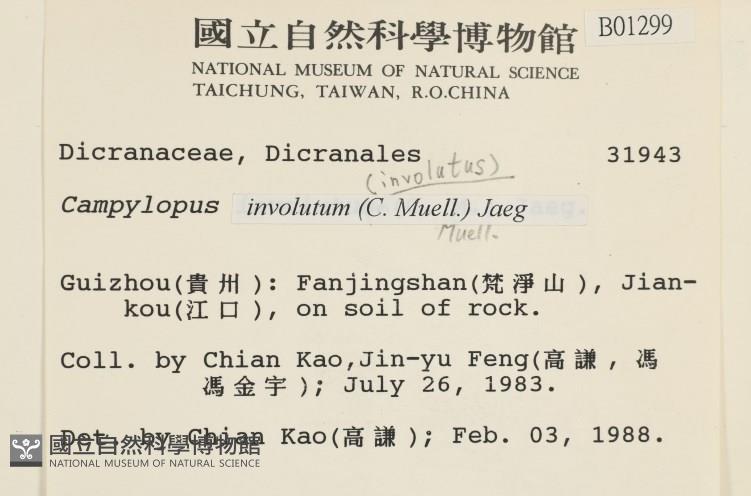 國立自然科學博物館
B01299
NATIONAL MUSEUM OF NATURAL SCIENCE
TAICHUNG, TAIWAN, R.O.CHINA
Dicranaceae, Dicranales 31943
(involutus)
Campylopus involutum (C. Muell.) Jaeg
Muell.
Guizhou(貴州): Fanjingshan(梵淨山), Jian-
kou(江口), on soil of rock.
Coll. by Chian Kao,Jin-yu Feng(高謙, 馮
馮金宇); July 26, 1983.
Det. by Chian Kao(高謙); Feb. 03, 1988.
國立自然科學博物館
NATIONAL MUSEUM OF NATURAL SCIENCE